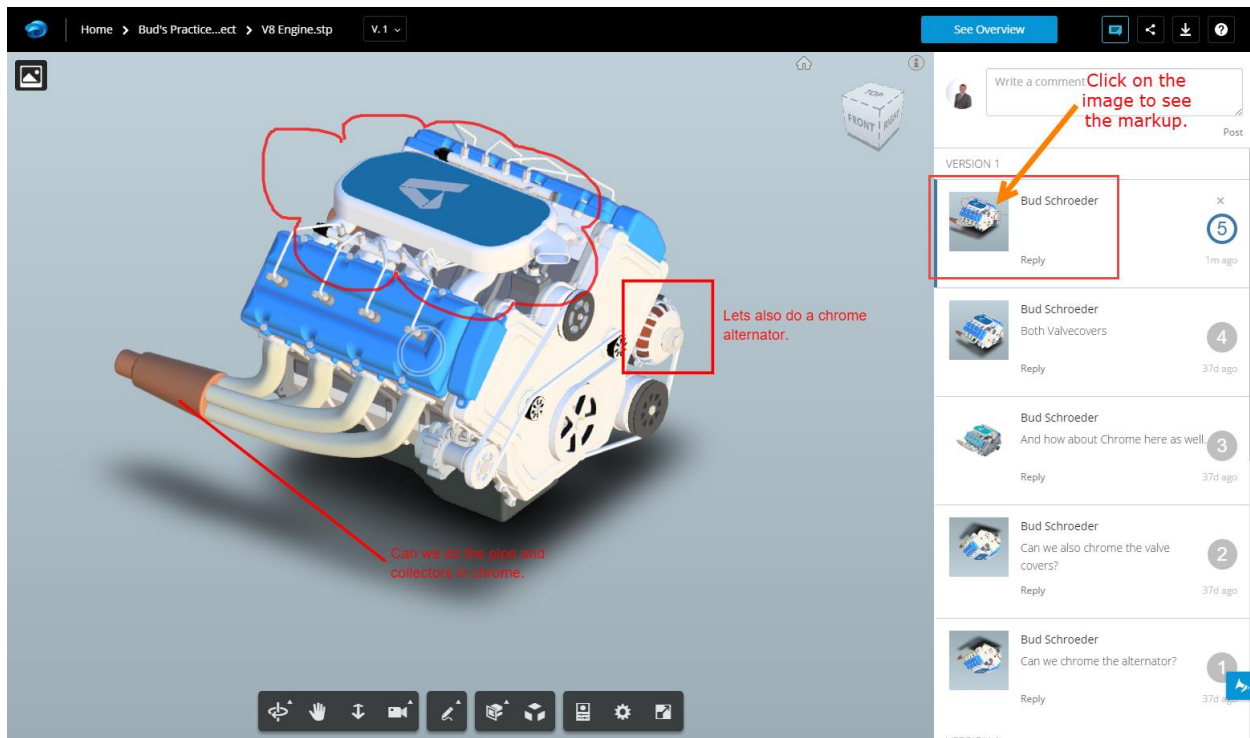 Home > Bud's Practice...ect > V8 Engine.stp
V. 1
See Overview
Write a comment
Click on the
image to see
the markup.
Post
TOP
FRONT
RIGHT
VERSION 1
Bud Schroeder
5
Reply
1m ago
Bud Schroeder
Both Valvecovers
4
Reply
37d ago
Bud Schroeder
And how about Chrome here as well.
3
Reply
37d ago
Bud Schroeder
Can we also chrome the valve
covers?
2
Reply
37d ago
Bud Schroeder
Can we chrome the alternator?
1
Reply
37d
Lets also do a chrome
alternator.
Can we do the pipe and
collectors in chrome.